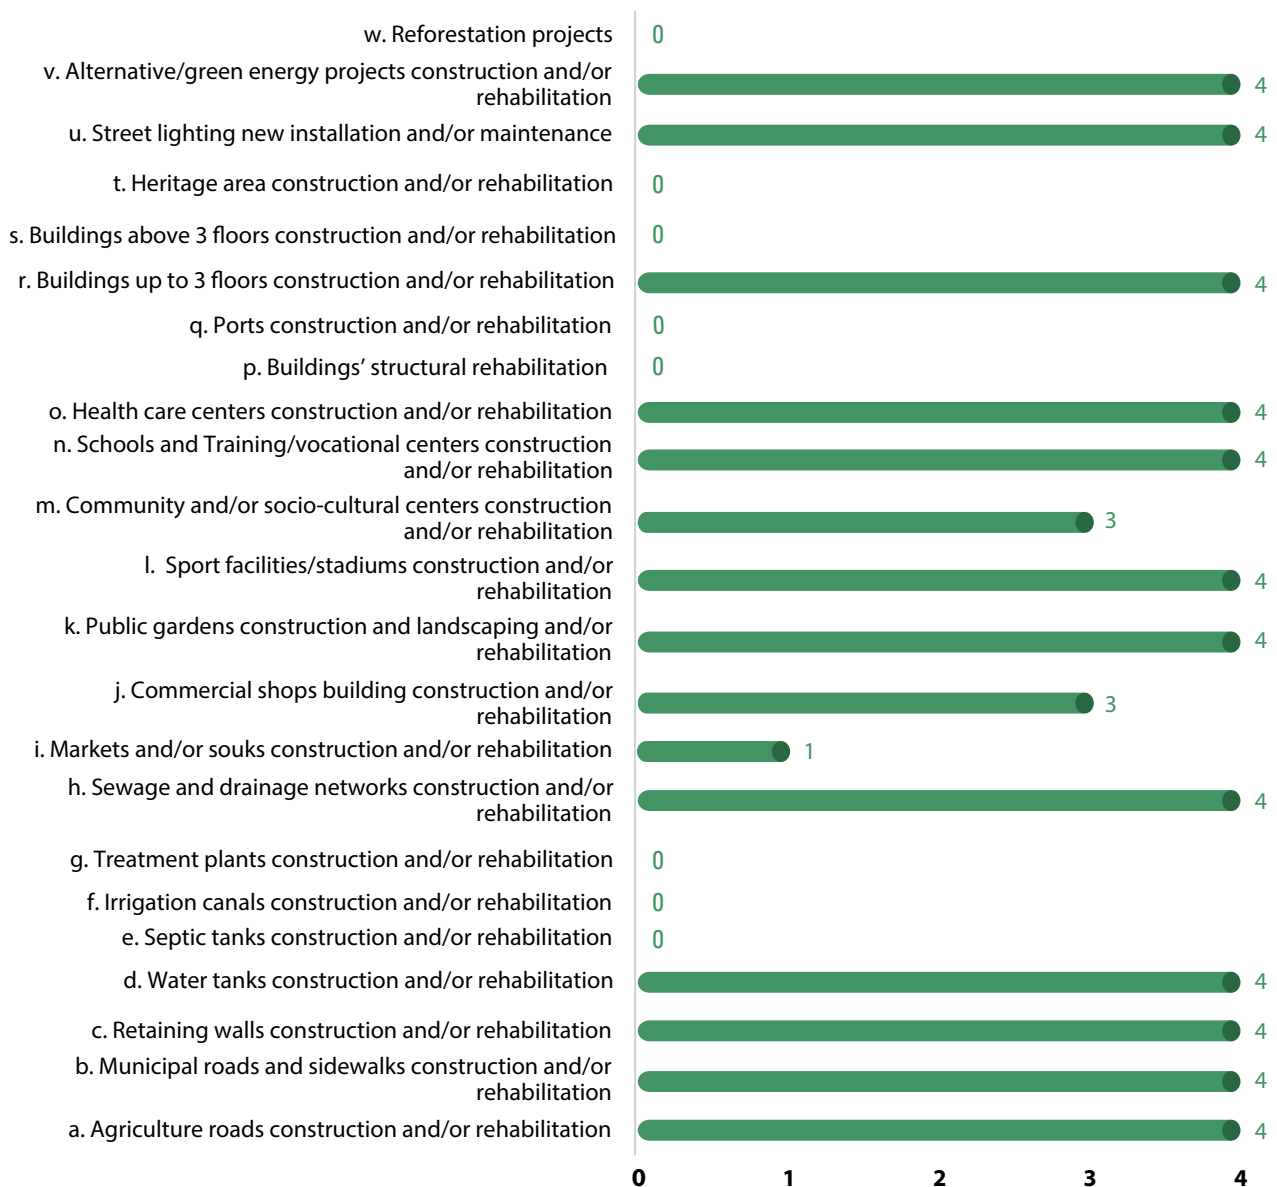 w. Reforestation projects 0
v. Alternative/green energy projects construction and/or
rehabilitation 4
u. Street lighting new installation and/or maintenance 4
t. Heritage area construction and/or rehabilitation 0
s. Buildings above 3 floors construction and/or rehabilitation 0
r. Buildings up to 3 floors construction and/or rehabilitation 4
q. Ports construction and/or rehabilitation 0
p. Buildings’ structural rehabilitation 0
o. Health care centers construction and/or rehabilitation 4
n. Schools and Training/vocational centers construction
and/or rehabilitation 4
m. Community and/or socio-cultural centers construction
and/or rehabilitation 3
l. Sport facilities/stadiums construction and/or
rehabilitation 4
k. Public gardens construction and landscaping and/or
rehabilitation 4
j. Commercial shops building construction and/or
rehabilitation 3
i. Markets and/or souks construction and/or rehabilitation 1
h. Sewage and drainage networks construction and/or
rehabilitation 4
g. Treatment plants construction and/or rehabilitation 0
f. Irrigation canals construction and/or rehabilitation 0
e. Septic tanks construction and/or rehabilitation 0
d. Water tanks construction and/or rehabilitation 4
c. Retaining walls construction and/or rehabilitation 4
b. Municipal roads and sidewalks construction and/or
rehabilitation 4
a. Agriculture roads construction and/or rehabilitation 4
0 1 2 3 4